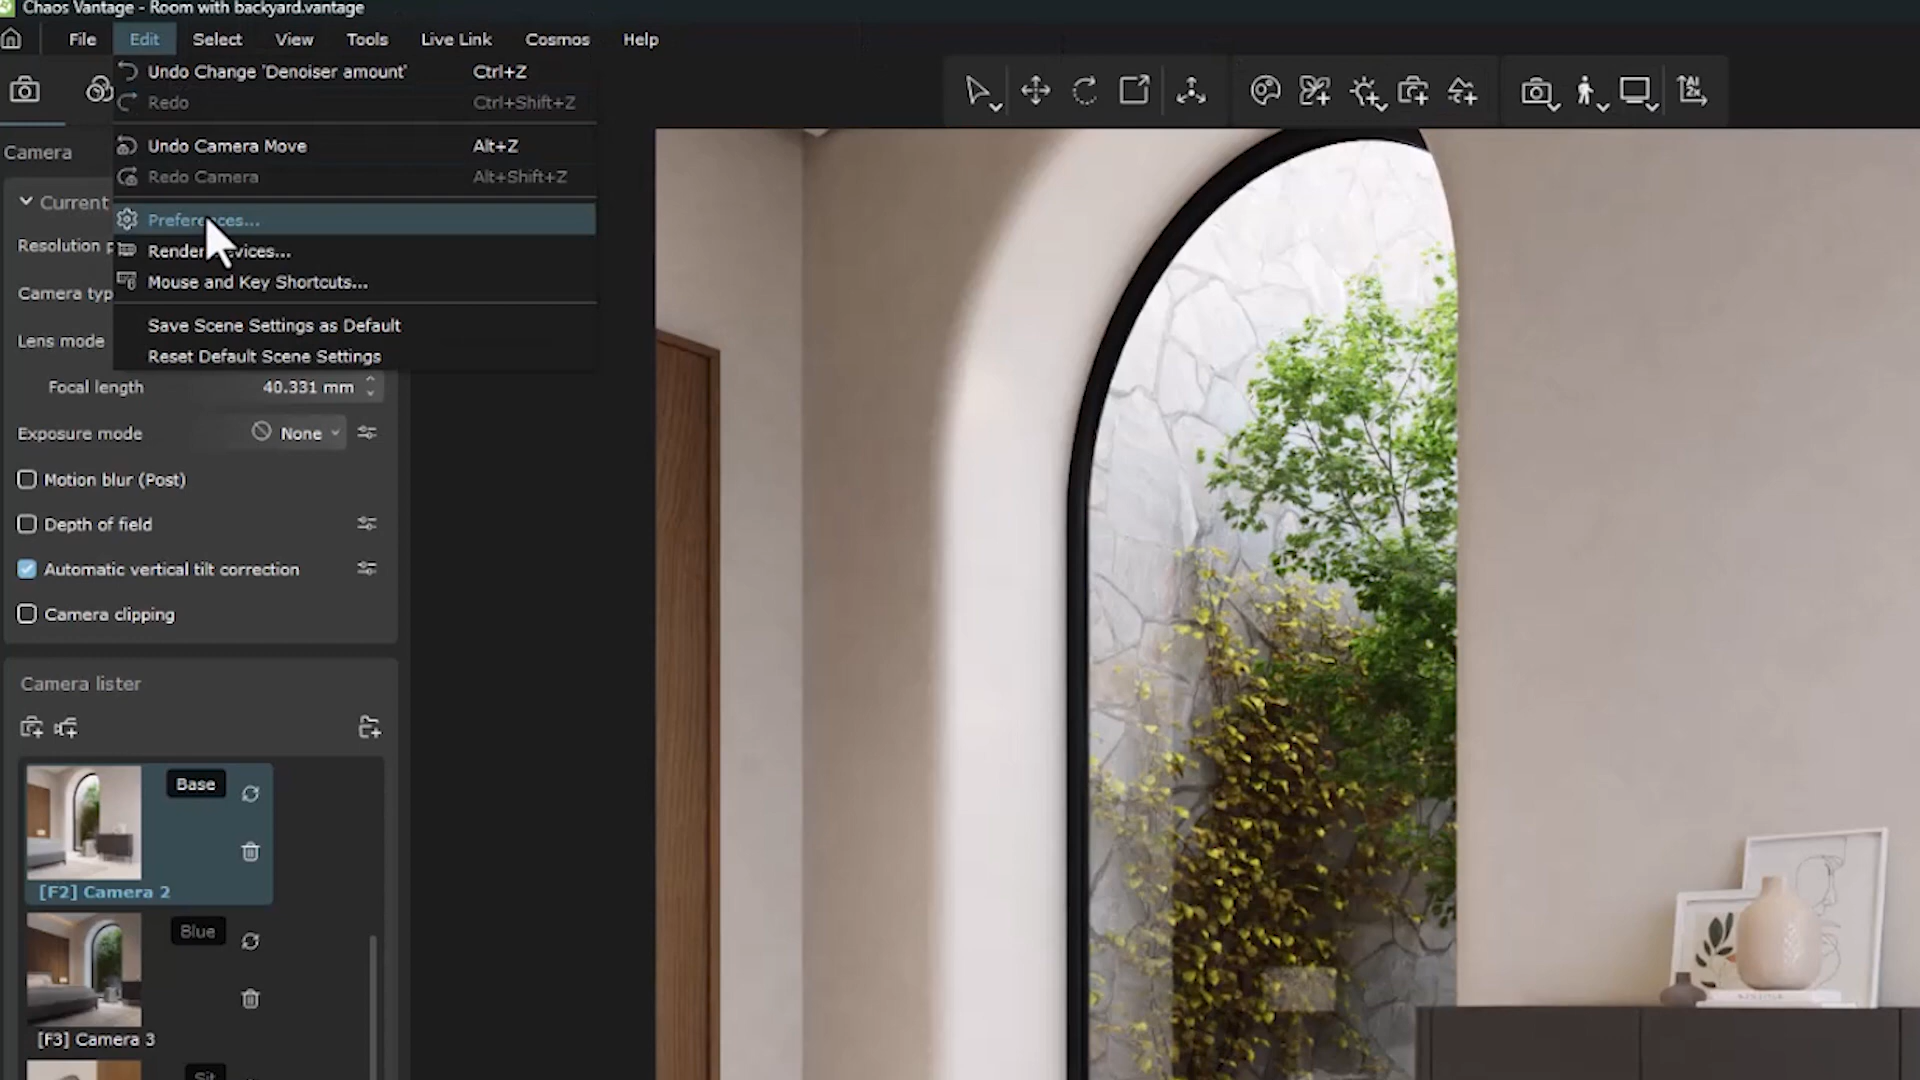 Chaos Vantage - Room with backyard.vantage
File Edit Select View Tools Live Link Cosmos Help
Undo Change 'Denoiser amount' Ctrl+Z
Redo Ctrl+Shift+Z
Undo Camera Move Alt+Z
Redo Camera Alt+Shift+Z
Preferences...
Render
Mouse and Key Shortcuts...
Save Scene Settings as Default
Reset Default Scene Settings
AI 2x
Camera
Current
Resolution
Camera
Lens mode
Focal length 40.331 mm
Exposure mode None
Motion blur (Post)
Depth of field
Automatic vertical tilt correction
Camera clipping
Camera lister
Base
[F2] Camera 2
Blue
[F3] Camera 3